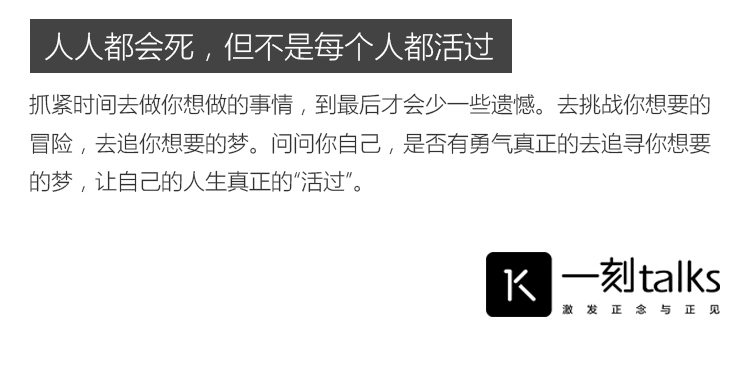 人人都会死，但不是每个人都活过
抓紧时间去做你想做的事情，到最后才会少一些遗憾。去挑战你想要的
冒险，去追你想要的梦。问问你自己，是否有勇气真正的去追寻你想要
的梦，让自己的人生真正的“活过”。
一刻talks
激发正念与正见